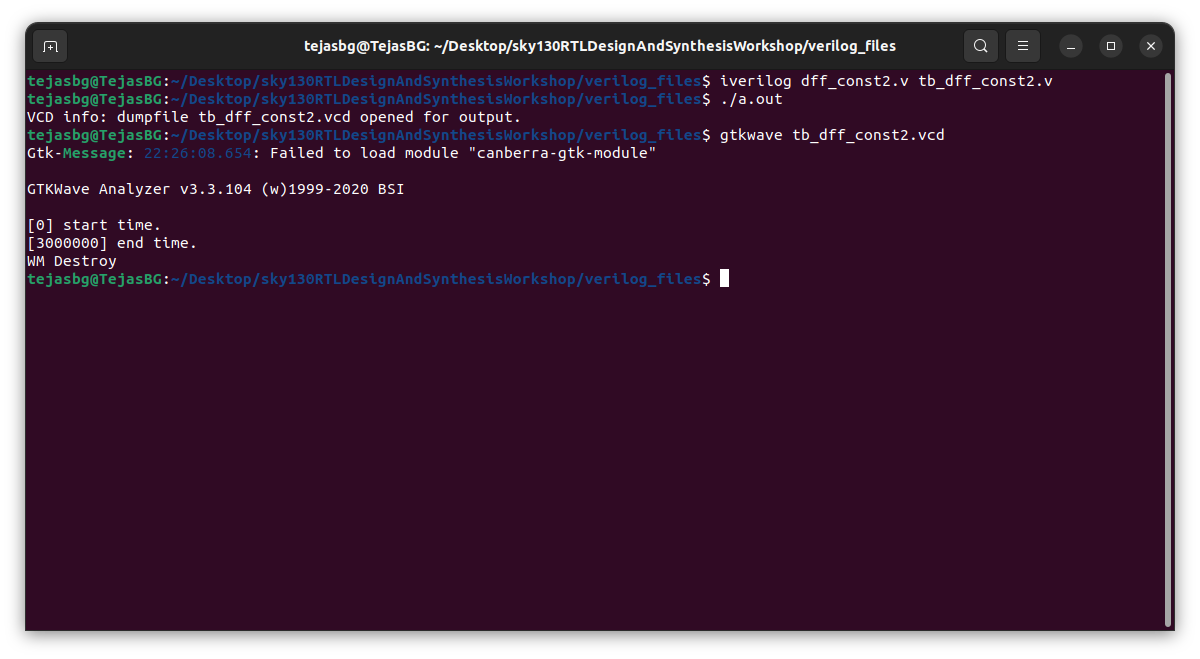 tejasbg@TejasBG: ~/Desktop/sky130RTLDesignAndSynthesisWorkshop/verilog_files
tejasbg@TejasBG:~/Desktop/sky130RTLDesignAndSynthesisWorkshop/verilog_files$ iverilog dff_const2.v tb_dff_const2.v
tejasbg@TejasBG:~/Desktop/sky130RTLDesignAndSynthesisWorkshop/verilog_files$ ./a.out
VCD info: dumpfile tb_dff_const2.vcd opened for output.
tejasbg@TejasBG:~/Desktop/sky130RTLDesignAndSynthesisWorkshop/verilog_files$ gtkwave tb_dff_const2.vcd
Gtk-Message: 22:26:08.654: Failed to load module "canberra-gtk-module"
GTKWave Analyzer v3.3.104 (w)1999-2020 BSI
[0] start time.
[3000000] end time.
WM Destroy
tejasbg@TejasBG:~/Desktop/sky130RTLDesignAndSynthesisWorkshop/verilog_files$